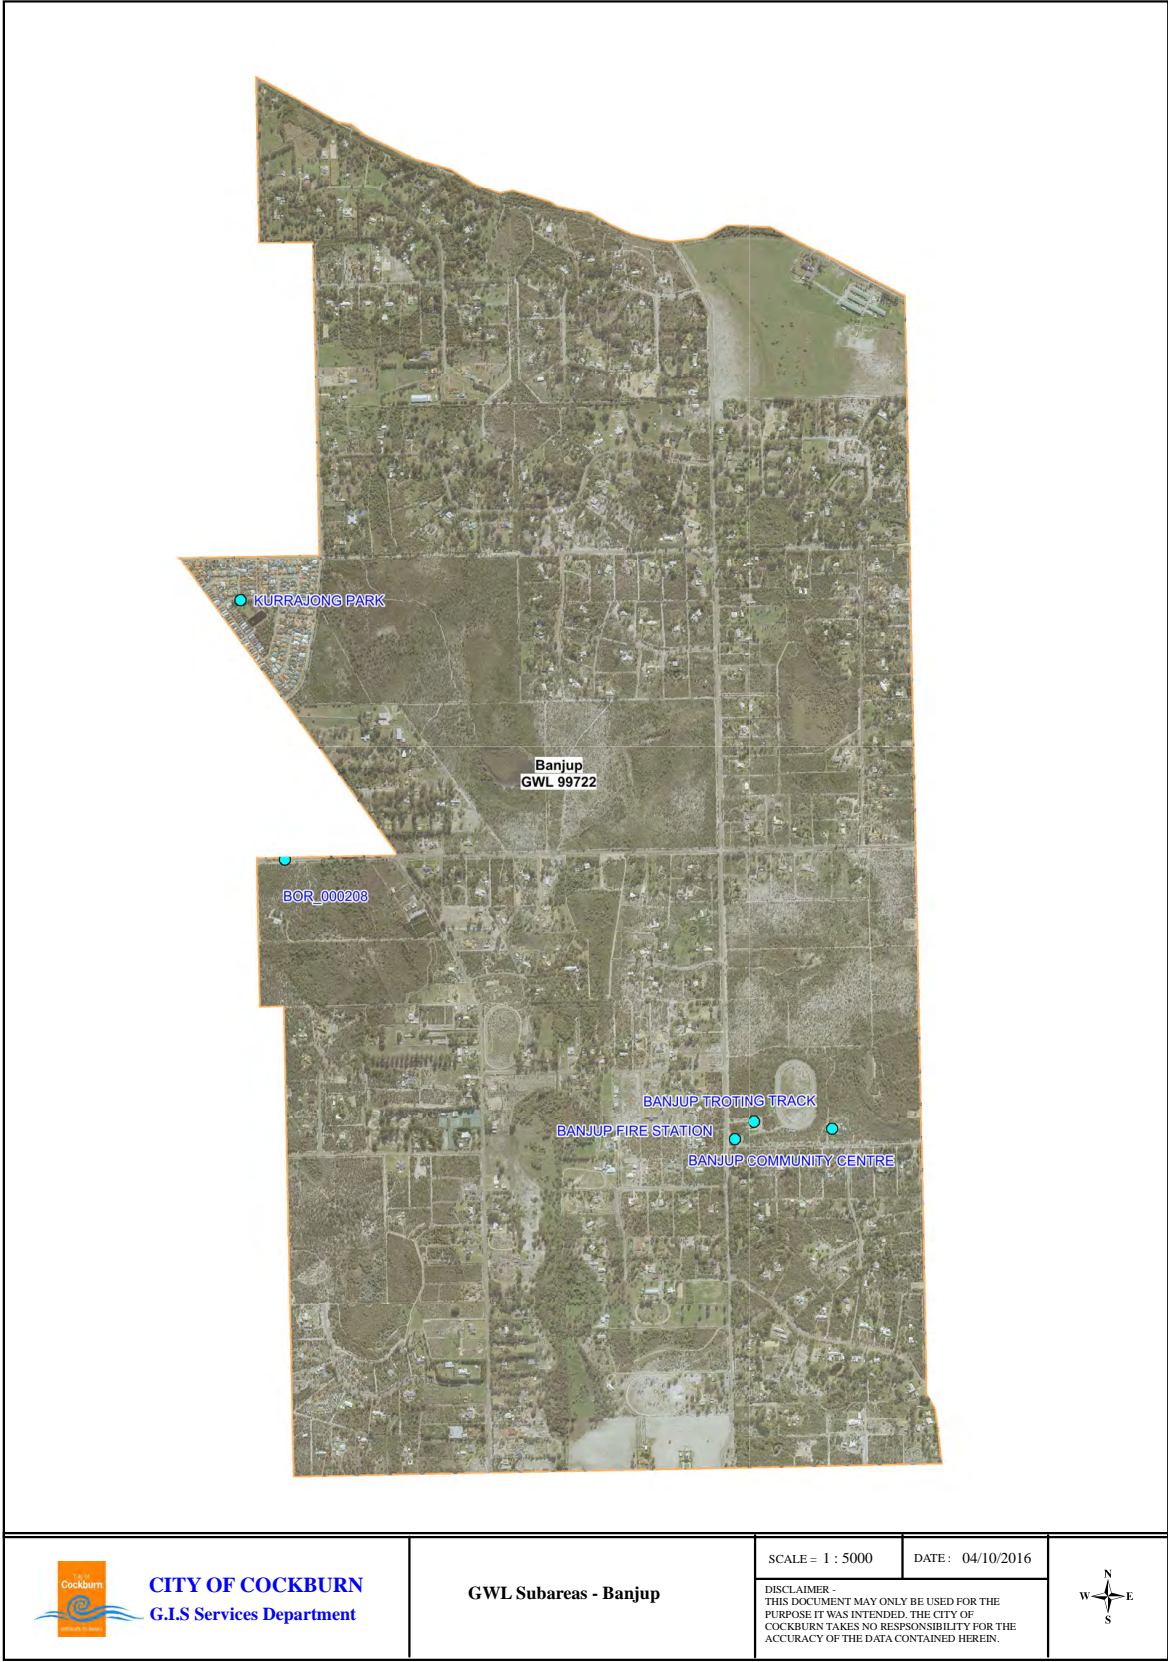 KURRAJONG PARK
Banjup
GWL 99722
BOR_000208
BANJUP TROTING TRACK
BANJUP FIRE STATION
BANJUP COMMUNITY CENTRE
Cockburn
CITY OF COCKBURN
G.I.S Services Department
GWL Subareas - Banjup
SCALE = 1 : 5000
DATE : 04/10/2016
DISCLAIMER -
THIS DOCUMENT MAY ONLY BE USED FOR THE
PURPOSE IT WAS INTENDED. THE CITY OF
COCKBURN TAKES NO RESPSONSIBILITY FOR THE
ACCURACY OF THE DATA CONTAINED HEREIN.
N
W E
S